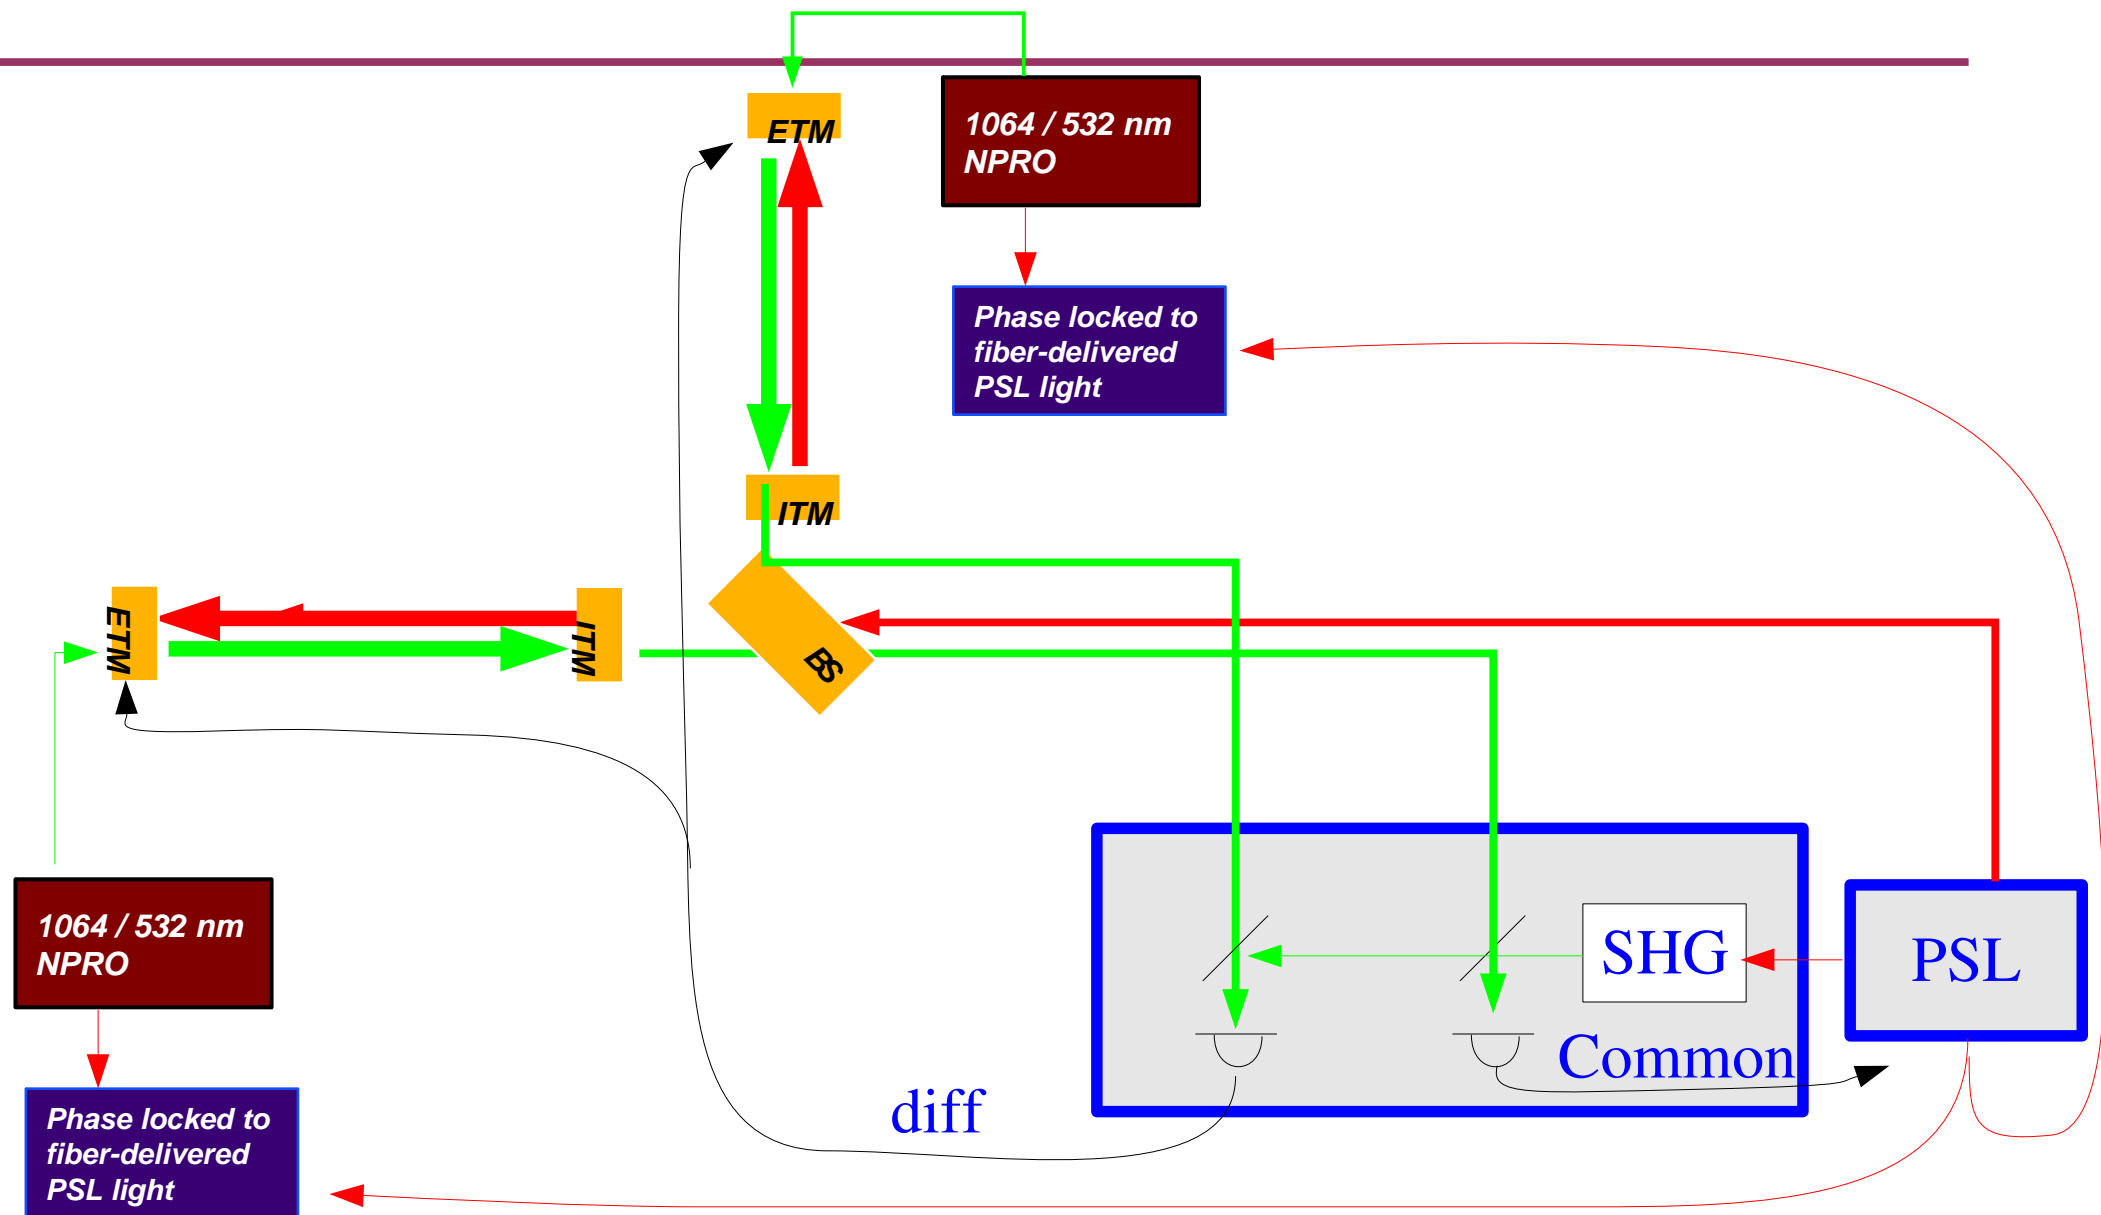 ETM
1064 / 532 nm
NPRO
Phase locked to
fiber-delivered
PSL light
ITM
ETM
ITM
BS
1064 / 532 nm
NPRO
SHG
PSL
Common
diff
Phase locked to
fiber-delivered
PSL light